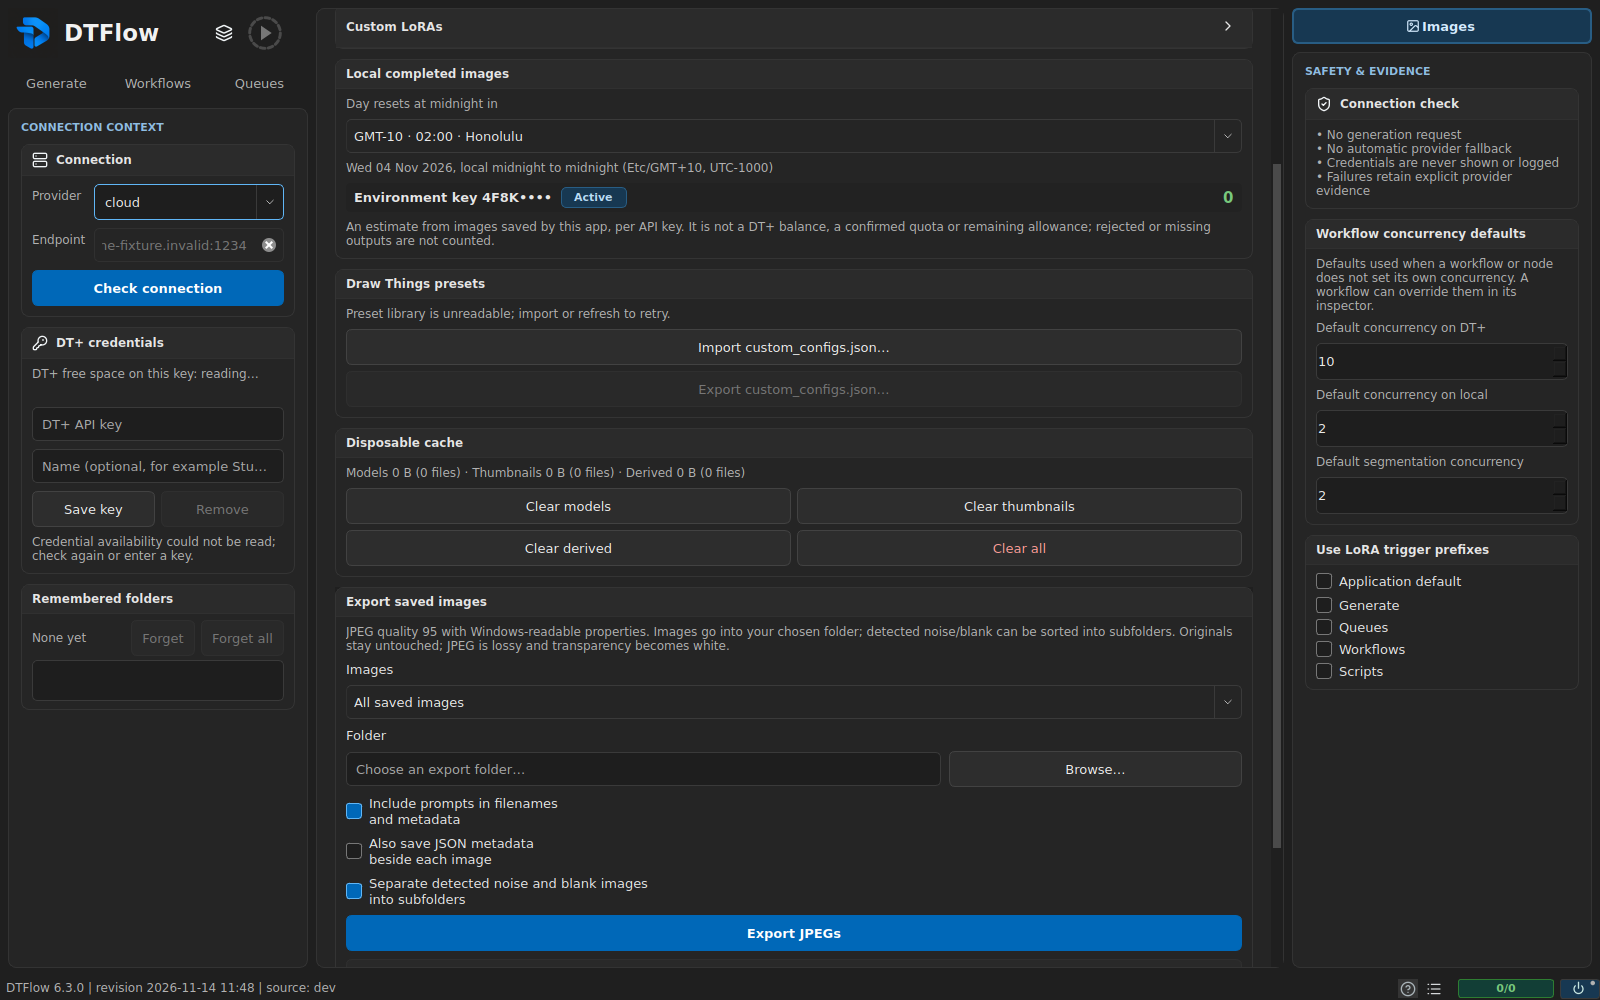 DTFlow
Generate Workflows Queues
CONNECTION CONTEXT
Connection
Provider cloud
Endpoint ne-fixture.invalid:1234
Check connection
DT+ credentials
DT+ free space on this key: reading...
DT+ API key
Name (optional, for example Stu...
Save key Remove
Credential availability could not be read;
check again or enter a key.
Remembered folders
None yet Forget Forget all
Custom LoRAs
Local completed images
Day resets at midnight in
GMT-10 · 02:00 · Honolulu
Wed 04 Nov 2026, local midnight to midnight (Etc/GMT+10, UTC-1000)
Environment key 4F8K•••• Active 0
An estimate from images saved by this app, per API key. It is not a DT+ balance, a confirmed quota or remaining allowance; rejected or missing
outputs are not counted.
Draw Things presets
Preset library is unreadable; import or refresh to retry.
Import custom_configs.json...
Export custom_configs.json...
Disposable cache
Models 0 B (0 files) · Thumbnails 0 B (0 files) · Derived 0 B (0 files)
Clear models Clear thumbnails
Clear derived Clear all
Export saved images
JPEG quality 95 with Windows-readable properties. Images go into your chosen folder; detected noise/blank can be sorted into subfolders. Originals
stay untouched; JPEG is lossy and transparency becomes white.
Images
All saved images
Folder
Choose an export folder... Browse...
Include prompts in filenames
and metadata
Also save JSON metadata
beside each image
Separate detected noise and blank images
into subfolders
Export JPEGs
Images
SAFETY & EVIDENCE
Connection check
• No generation request
• No automatic provider fallback
• Credentials are never shown or logged
• Failures retain explicit provider
evidence
Workflow concurrency defaults
Defaults used when a workflow or node
does not set its own concurrency. A
workflow can override them in its
inspector.
Default concurrency on DT+
10
Default concurrency on local
2
Default segmentation concurrency
2
Use LoRA trigger prefixes
Application default
Generate
Queues
Workflows
Scripts
DTFlow 6.3.0 | revision 2026-11-14 11:48 | source: dev
0/0